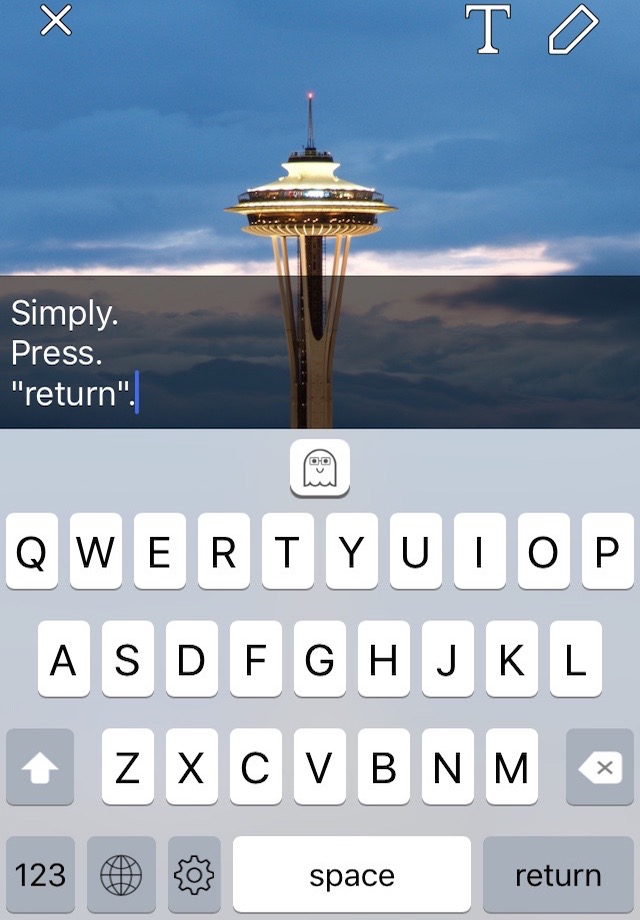 T
Simply.
Press.
"return".
Q W E R T Y U I O P
A S D F G H J K L
Z X C V B N M
123 space return